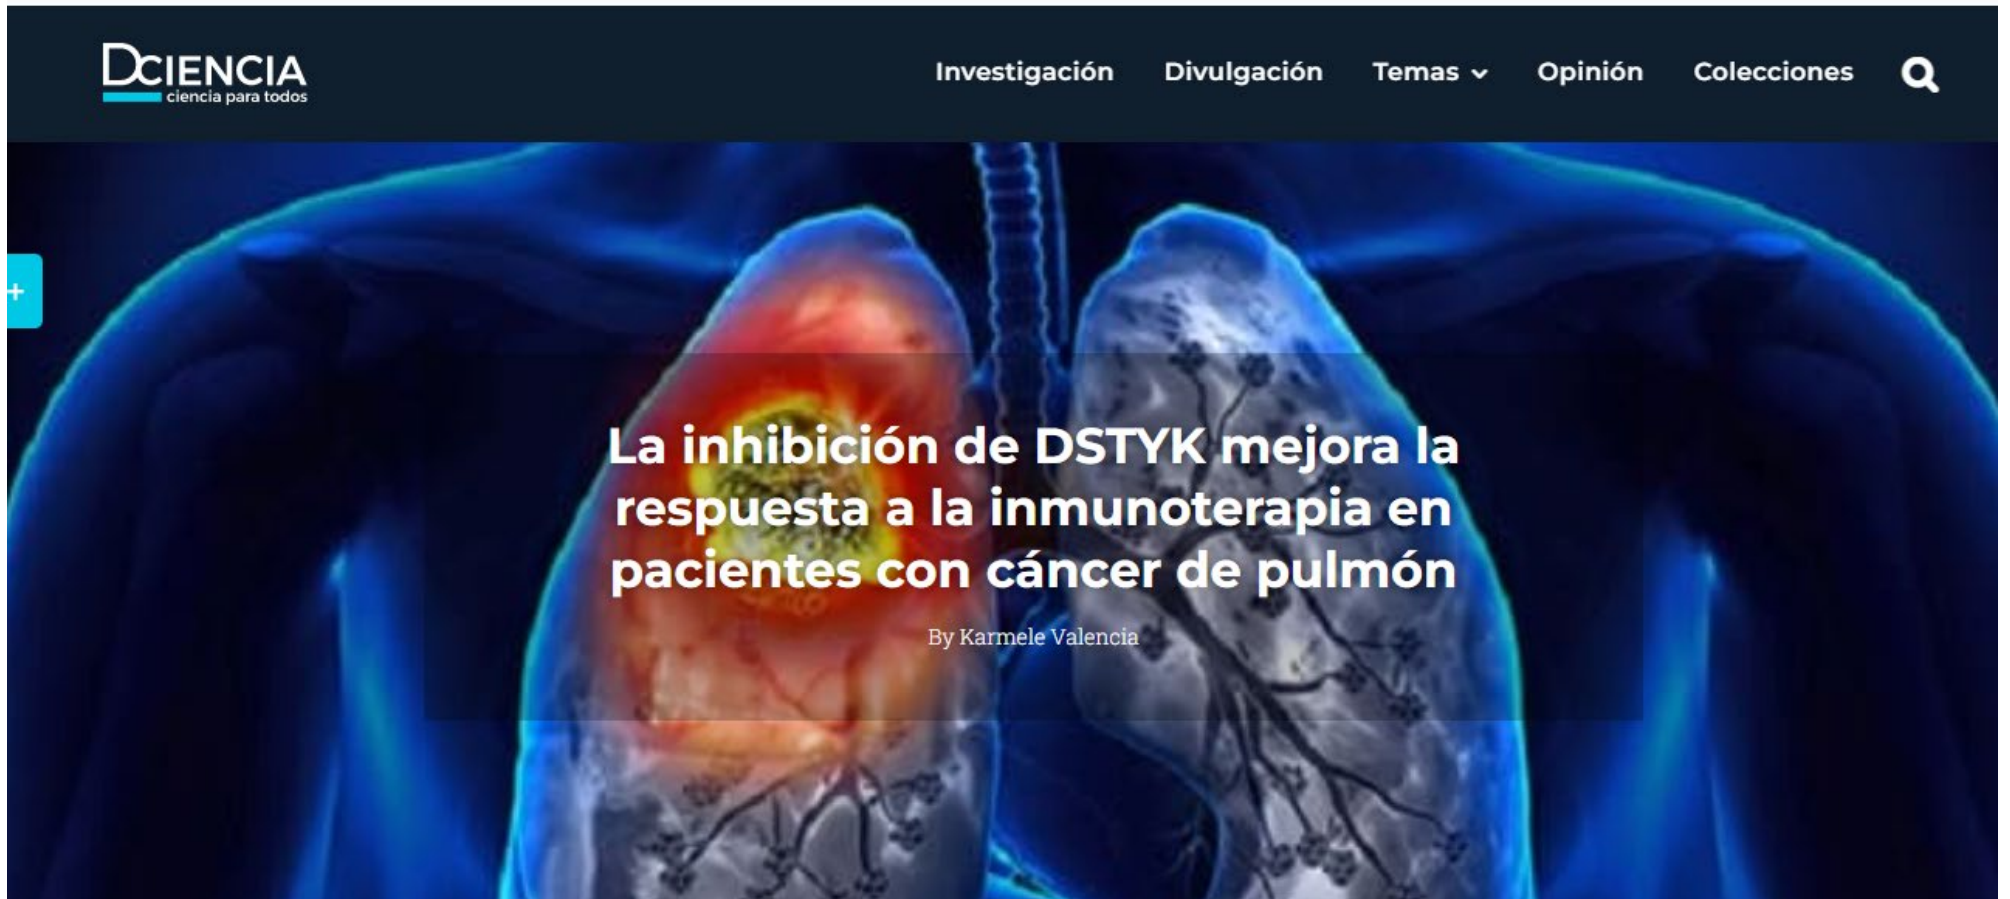 DCIENCIA
ciencia para todos
Investigación Divulgación Temas Opinión Colecciones
+
La inhibición de DSTYK mejora la
respuesta a la inmunoterapia en
pacientes con cáncer de pulmón
By Karmele Valencia